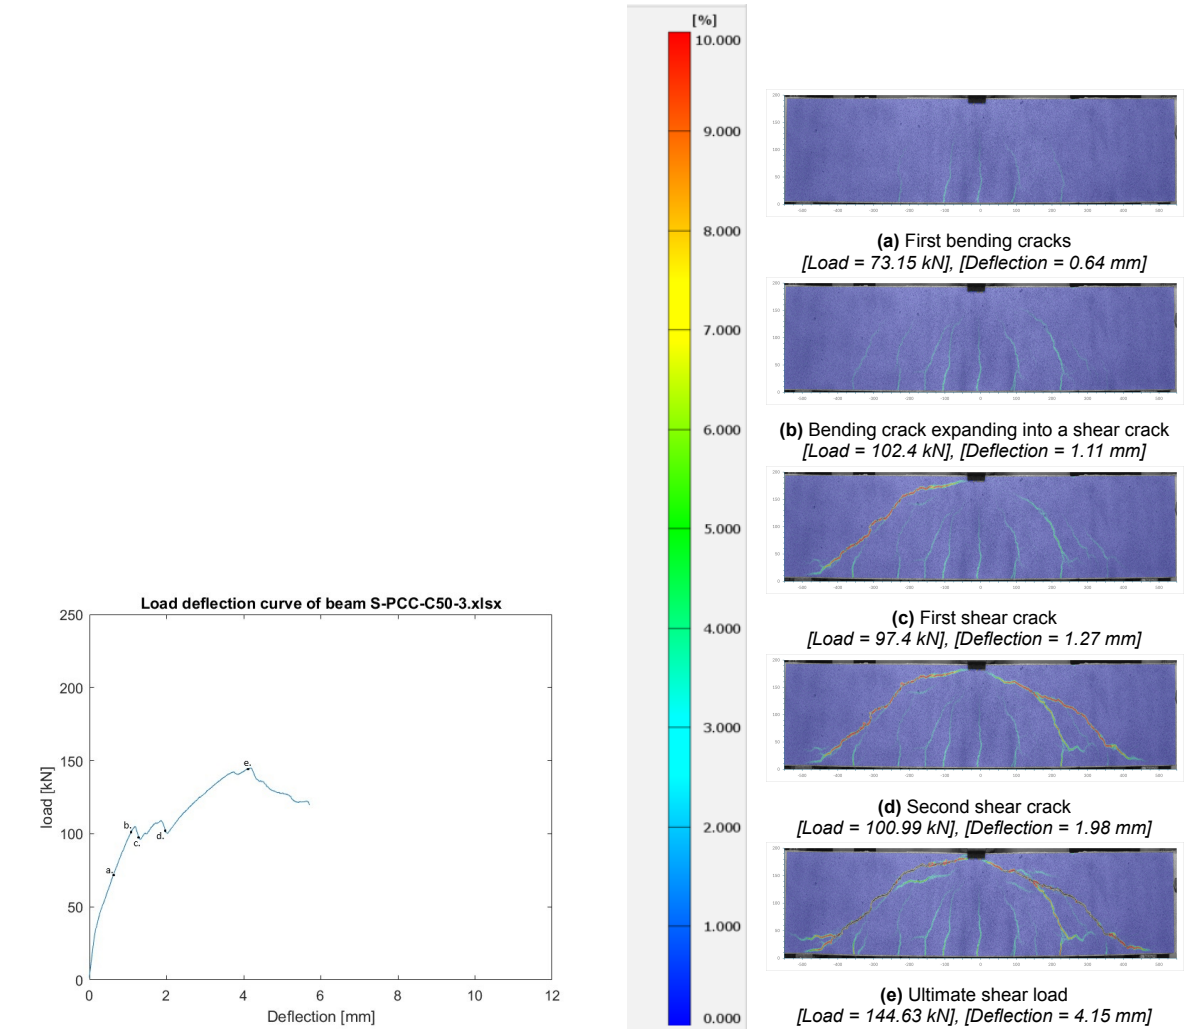 Load deflection curve of beam S-PCC-C50-3.xlsx
250
200
150
100
50
0
load [kN]
a.
b.
c.
d.
e.
0
2
4
6
8
10
12
Deflection [mm]
[%]
10.000
9.000
8.000
7.000
6.000
5.000
4.000
3.000
2.000
1.000
0.000
(a) First bending cracks
[Load = 73.15 kN], [Deflection = 0.64 mm]
(b) Bending crack expanding into a shear crack
[Load = 102.4 kN], [Deflection = 1.11 mm]
(c) First shear crack
[Load = 97.4 kN], [Deflection = 1.27 mm]
(d) Second shear crack
[Load = 100.99 kN], [Deflection = 1.98 mm]
(e) Ultimate shear load
[Load = 144.63 kN], [Deflection = 4.15 mm]